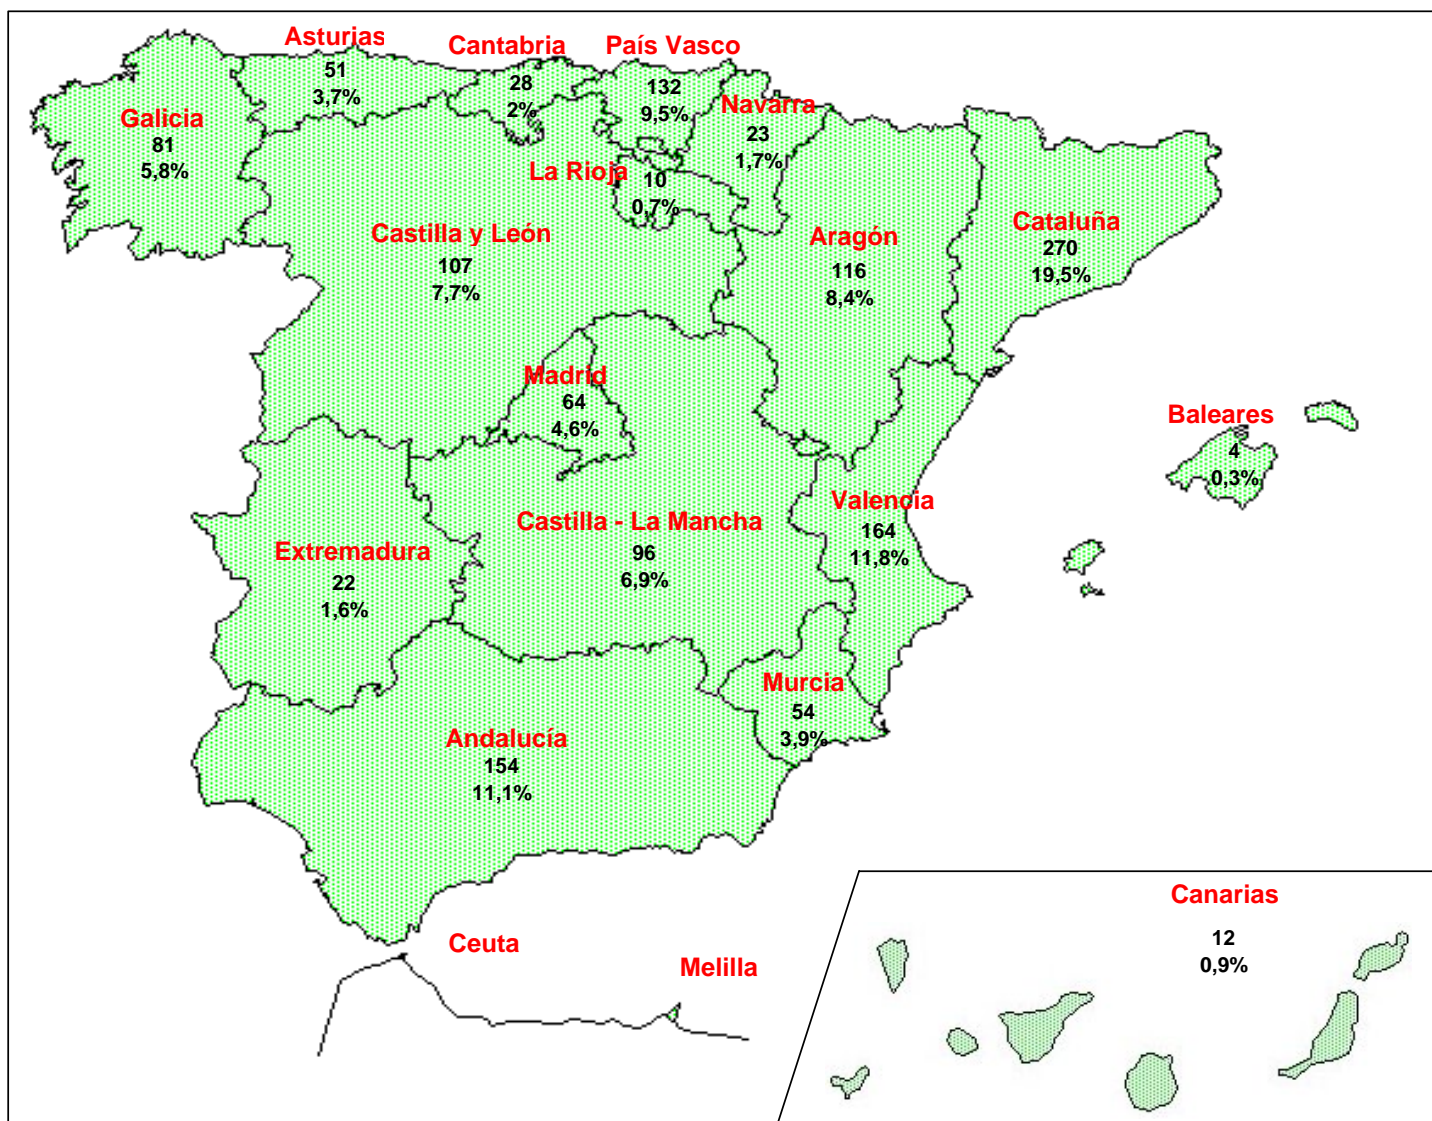 Asturias
51
3,7%
Cantabria
28
2%
País Vasco
132
9,5%
Navarra
23
1,7%
Galicia
81
5,8%
La Rioja
10
0,7%
Castilla y León
107
7,7%
Aragón
116
8,4%
Cataluña
270
19,5%
Madrid
64
4,6%
Baleares
4
0,3%
Extremadura
22
1,6%
Castilla - La Mancha
96
6,9%
Valencia
164
11,8%
Murcia
54
3,9%
Andalucía
154
11,1%
Ceuta
Melilla
Canarias
12
0,9%